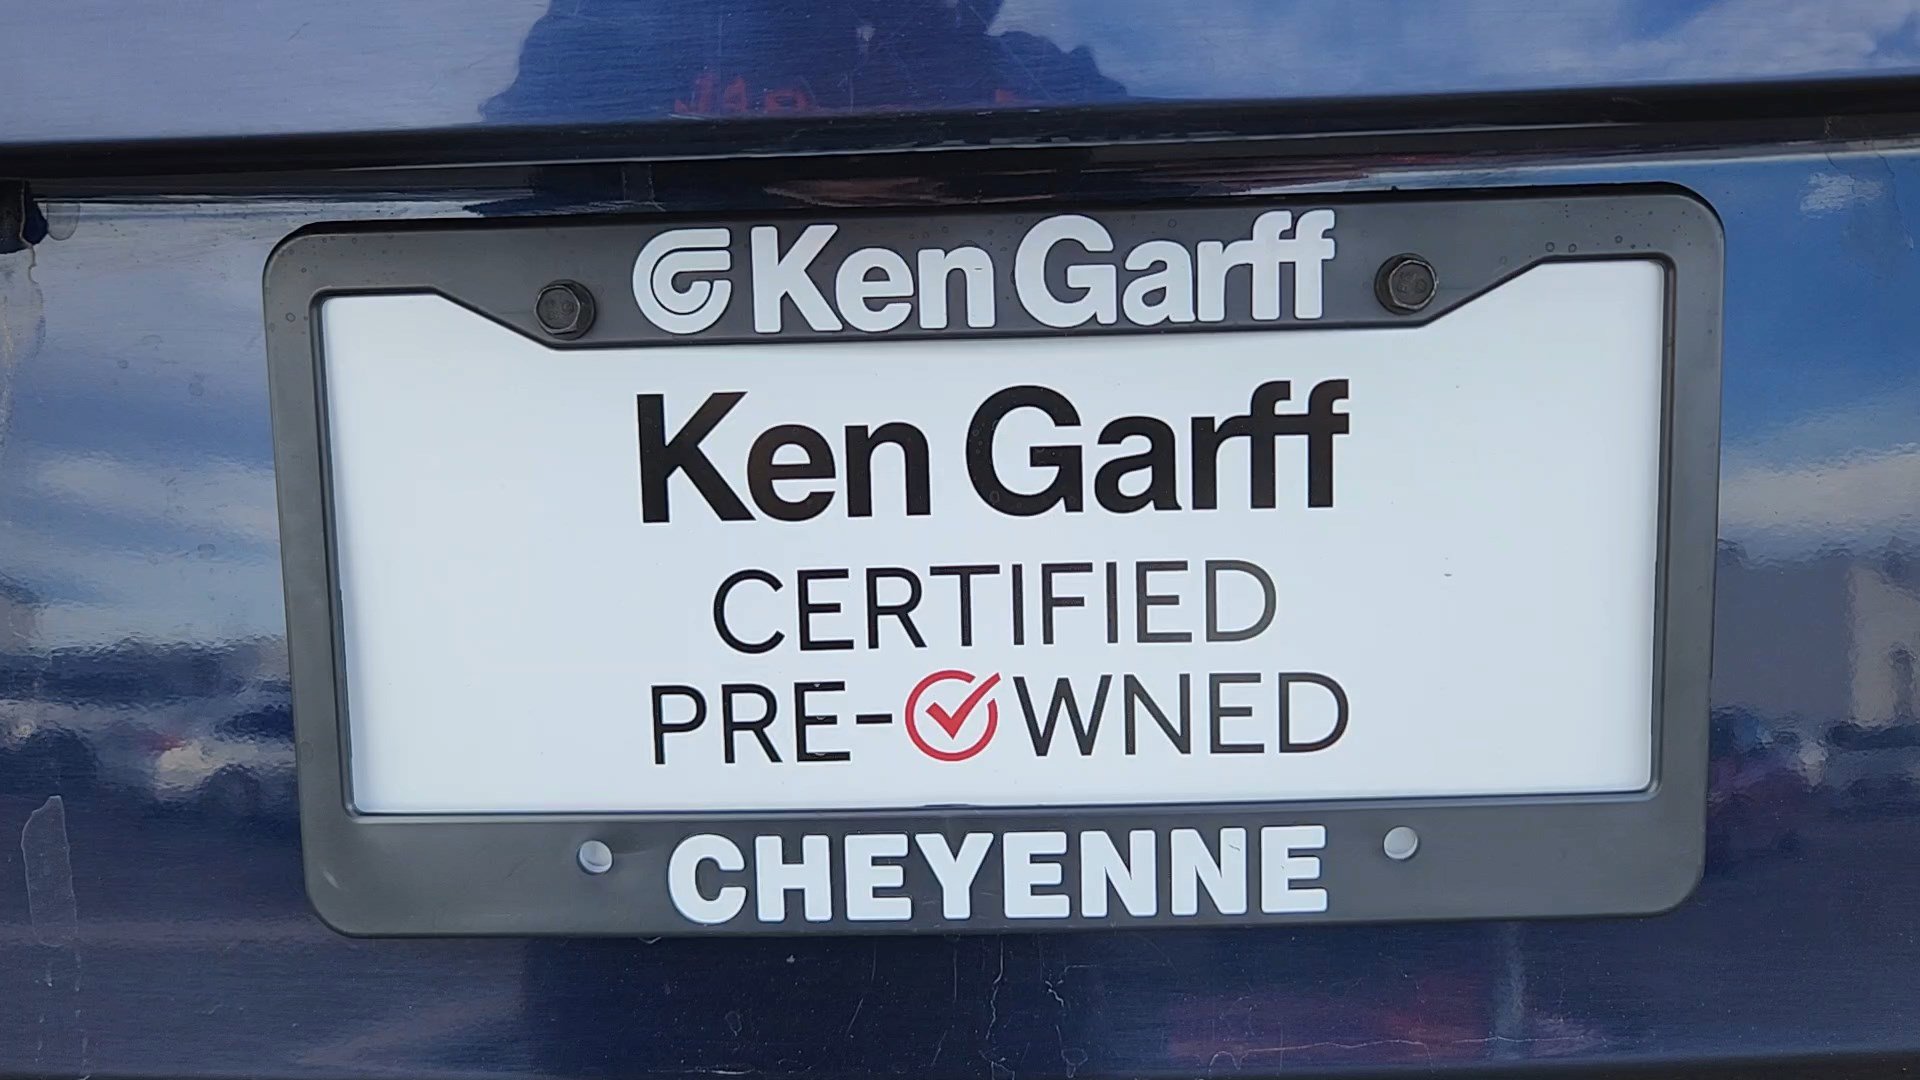 Ken Garff
Ken Garff
CERTIFIED
PRE-OWNED
CHEYENNE